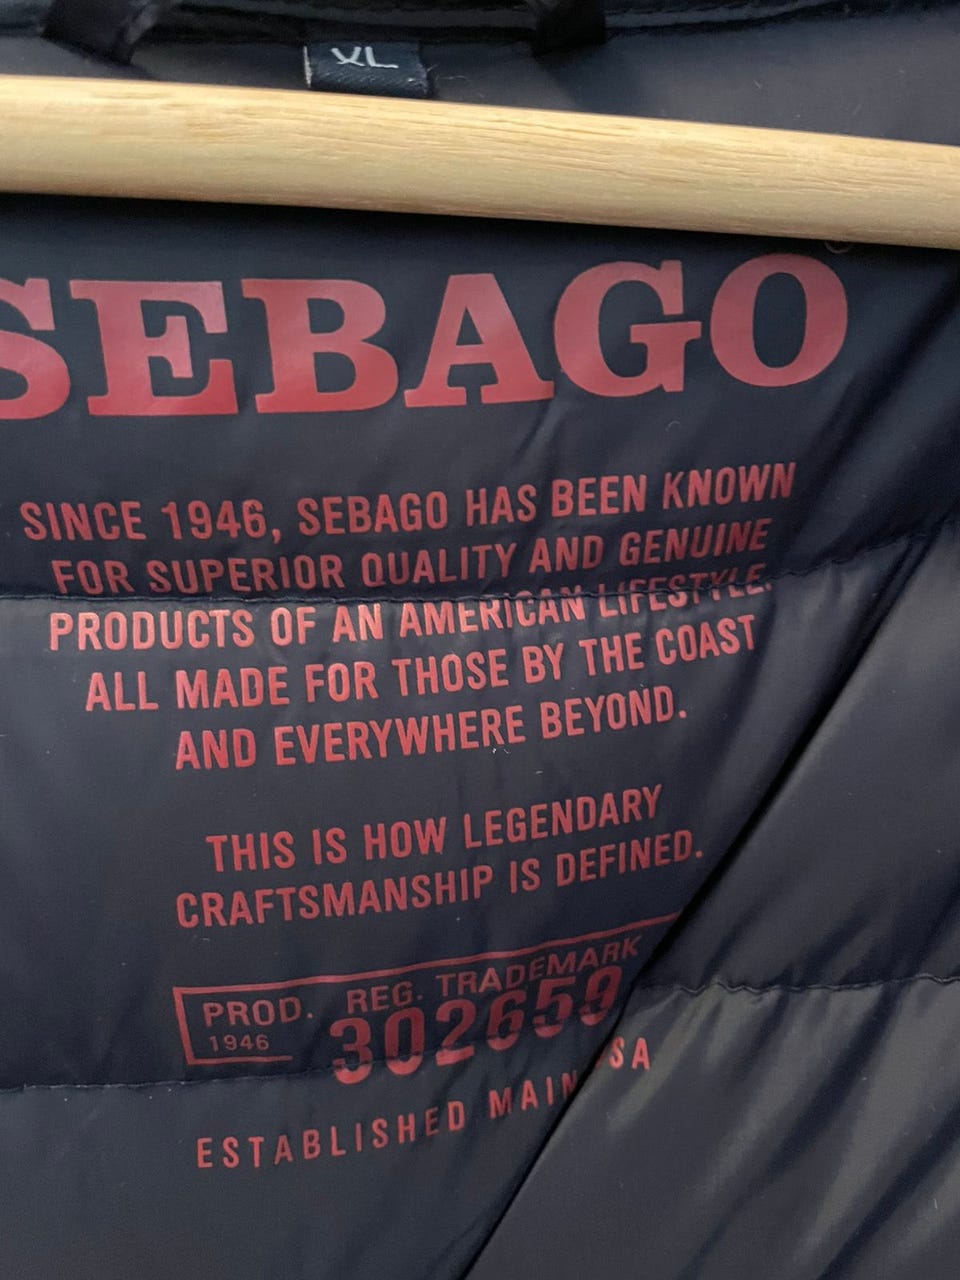 XL
SEBAGO
SINCE 1946, SEBAGO HAS BEEN KNOWN
FOR SUPERIOR QUALITY AND GENUINE
PRODUCTS OF AN AMERICAN LIFESTYLE.
ALL MADE FOR THOSE BY THE COAST
AND EVERYWHERE BEYOND.
THIS IS HOW LEGENDARY
CRAFTSMANSHIP IS DEFINED.
PROD. REG. TRADEMARK
1946 302659
ESTABLISHED